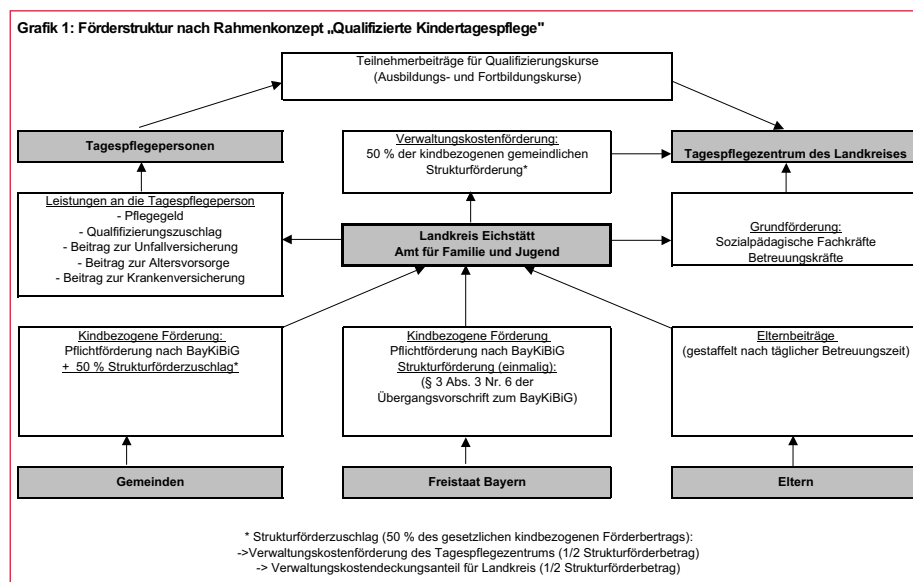 Grafik 1: Förderstruktur nach Rahmenkonzept „Qualifizierte Kindertagespflege"
Teilnehmerbeiträge für Qualifizierungskurse
(Ausbildungs- und Fortbildungskurse)
Tagespflegepersonen
Verwaltungskostenförderung:
50 % der kindbezogenen gemeindlichen
Strukturförderung*
Tagespflegezentrum des Landkreises
Leistungen an die Tagespflegeperson
- Pflegegeld
- Qualfifizierungszuschlag
- Beitrag zur Unfallversicherung
- Beitrag zur Altersvorsorge
- Beitrag zur Krankenversicherung
Landkreis Eichstätt
Amt für Familie und Jugend
Grundförderung:
Sozialpädagische Fachkräfte
Betreuungskräfte
Kindbezogene Förderung:
Pflichtförderung nach BayKiBiG
+ 50 % Strukturförderzuschlag*
Kindbezogene Förderung
Pflichtförderung nach BayKiBiG
Strukturförderung (einmalig):
(§ 3 Abs. 3 Nr. 6 der
Übergangsvorschrift zum BayKiBiG)
Elternbeiträge
(gestaffelt nach täglicher Betreuungszeit)
Gemeinden
Freistaat Bayern
Eltern
* Strukturförderzuschlag (50 % des gesetzlichen kindbezogenen Förderbertrags):
->Verwaltungskostenförderung des Tagespflegezentrums (1/2 Strukturförderbetrag)
-> Verwaltungskostendeckungsanteil für Landkreis (1/2 Strukturförderbetrag)